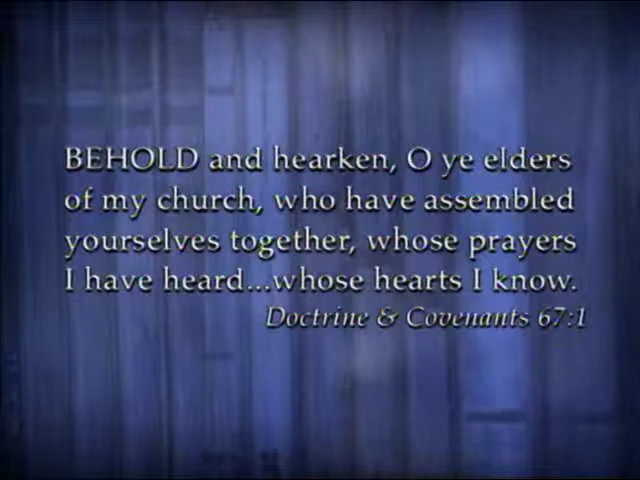 BEHOLD and hearken, O ye elders
of my church, who have assembled
yourselves together, whose prayers
I have heard...whose hearts I know.
Doctrine & Covenants 67:1